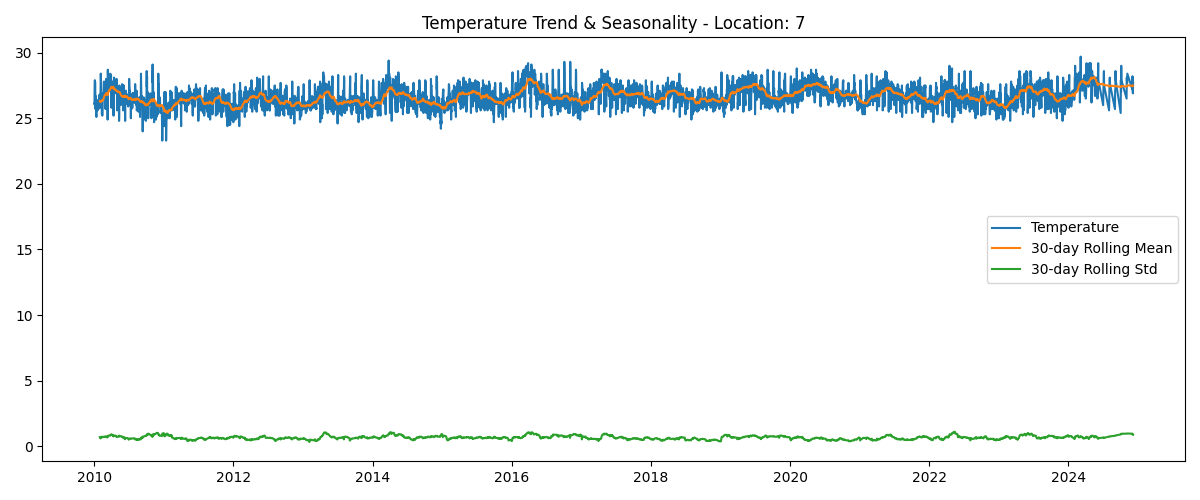 Temperature Trend & Seasonality - Location: 7
30
25
20
15
10
5
0
Temperature
30-day Rolling Mean
30-day Rolling Std
2010 2012 2014 2016 2018 2020 2022 2024